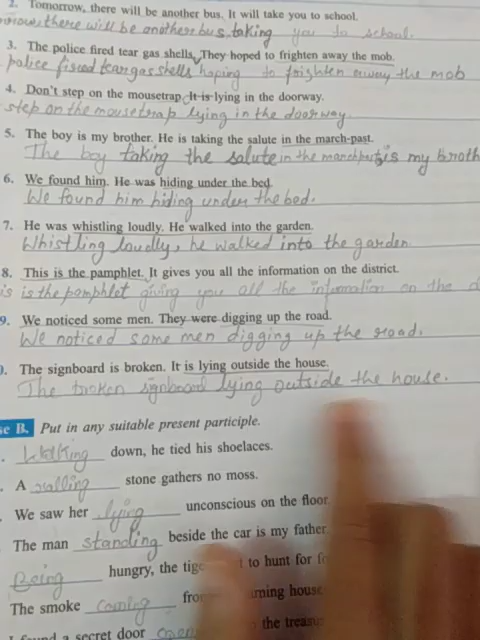 2. Tomorrow, there will be another bus. It will take you to school.
there will be another bus taking you to school.
3. The police fired tear gas shells. They hoped to frighten away the mob.
police fired tear gas shells hoping to frighten away the mob
4. Don't step on the mousetrap. It is lying in the doorway.
step on the mousetrap lying in the doorway.
5. The boy is my brother. He is taking the salute in the march-past.
The boy taking the salute in the is my broth
6. We found him. He was hiding under the bed.
We found him hiding under the bed.
7. He was whistling loudly. He walked into the garden.
Whistling loudly, he walked into the garden
8. This is the pamphlet. It gives you all the information on the district.
is is the pamphlet giving you all the information on the d
9. We noticed some men. They were digging up the road.
We noticed some men digging up the road.
The signboard is broken. It is lying outside the house.
The broken signboard lying outside the house.
se B. Put in any suitable present participle.
down, he tied his shoelaces.
A stone gathers no moss.
We saw her lying unconscious on the floor
The man standing beside the car is my father
Being hungry, the tig to hunt for
The smoke coming fro rning house
found a secret door the treasu